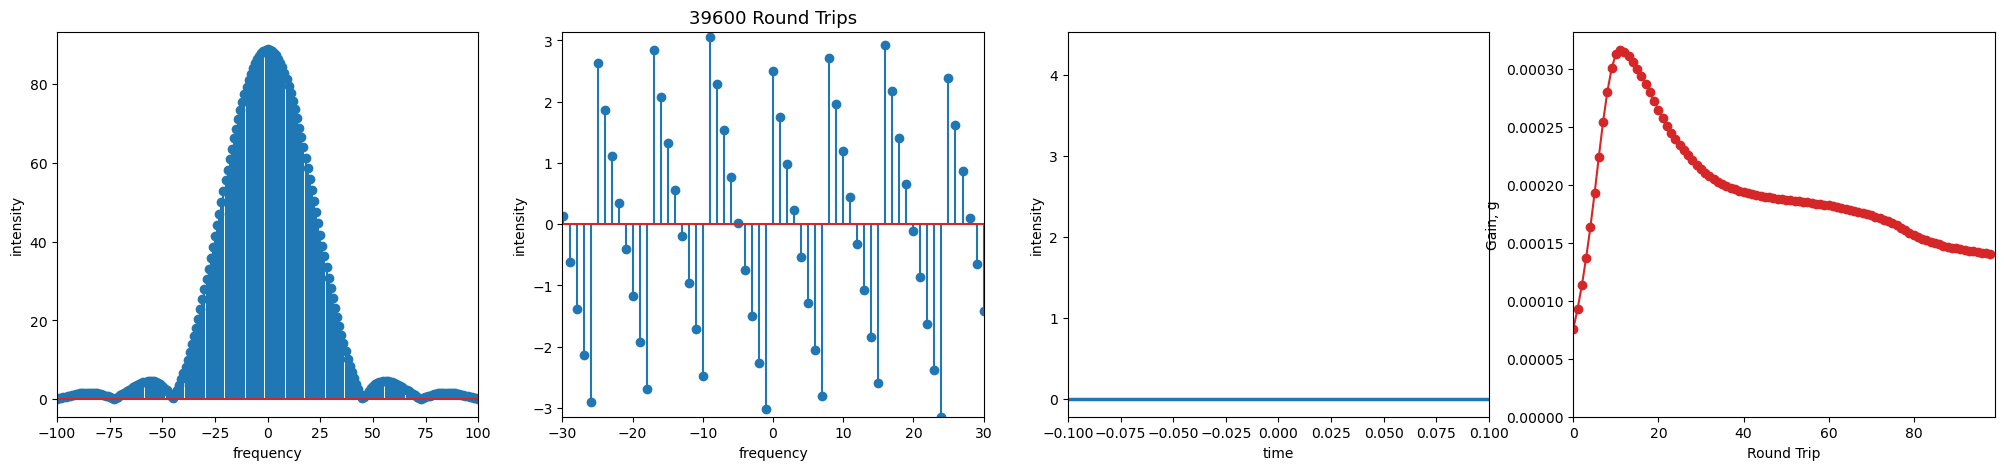 39600 Round Trips
intensity
80
60
40
20
0
−100 −75 −50 −25 0 25 50 75 100
frequency
intensity
3
2
1
0
−1
−2
−3
−30 −20 −10 0 10 20 30
frequency
intensity
4
3
2
1
0
−0.100 −0.075 −0.050 −0.025 0.000 0.025 0.050 0.075 0.100
time
Gain, g
0.00030
0.00025
0.00020
0.00015
0.00010
0.00005
0.00000
0 20 40 60 80
Round Trip